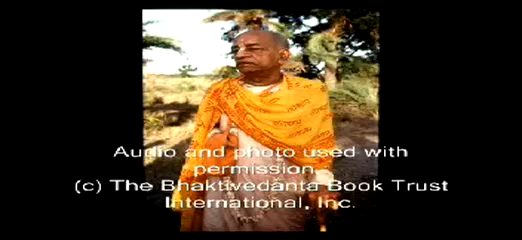 Audio and photo used with
permission.
(c) The Bhaktivedanta Book Trust
International, Inc.